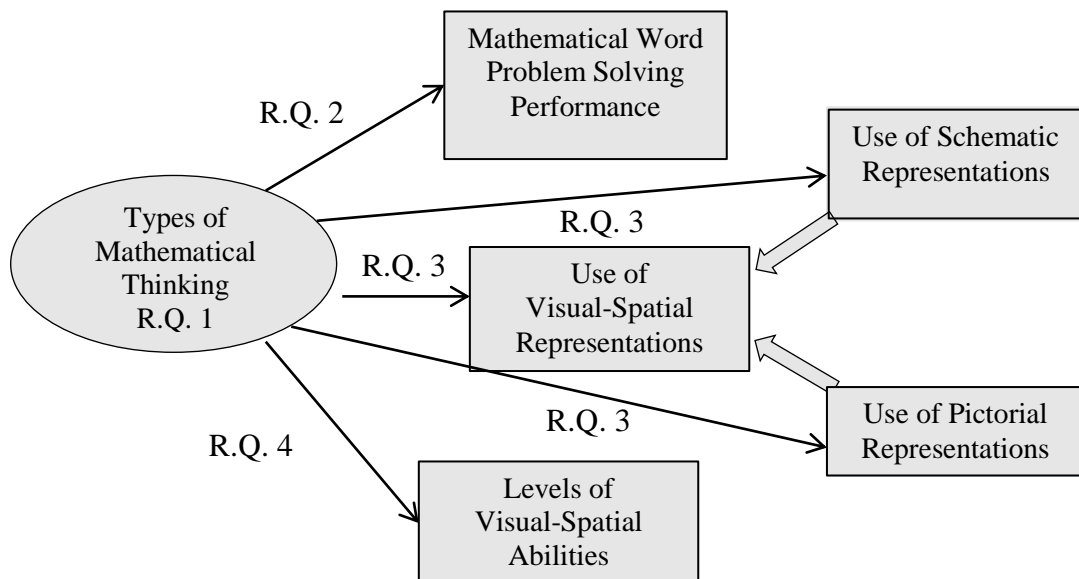 Mathematical Word
Problem Solving
Performance
R.Q. 2
Use of Schematic
Representations
Types of
Mathematical
Thinking
R.Q. 1
R.Q. 3
R.Q. 3
Use of
Visual-Spatial
Representations
R.Q. 3
Use of Pictorial
Representations
R.Q. 4
Levels of
Visual-Spatial
Abilities